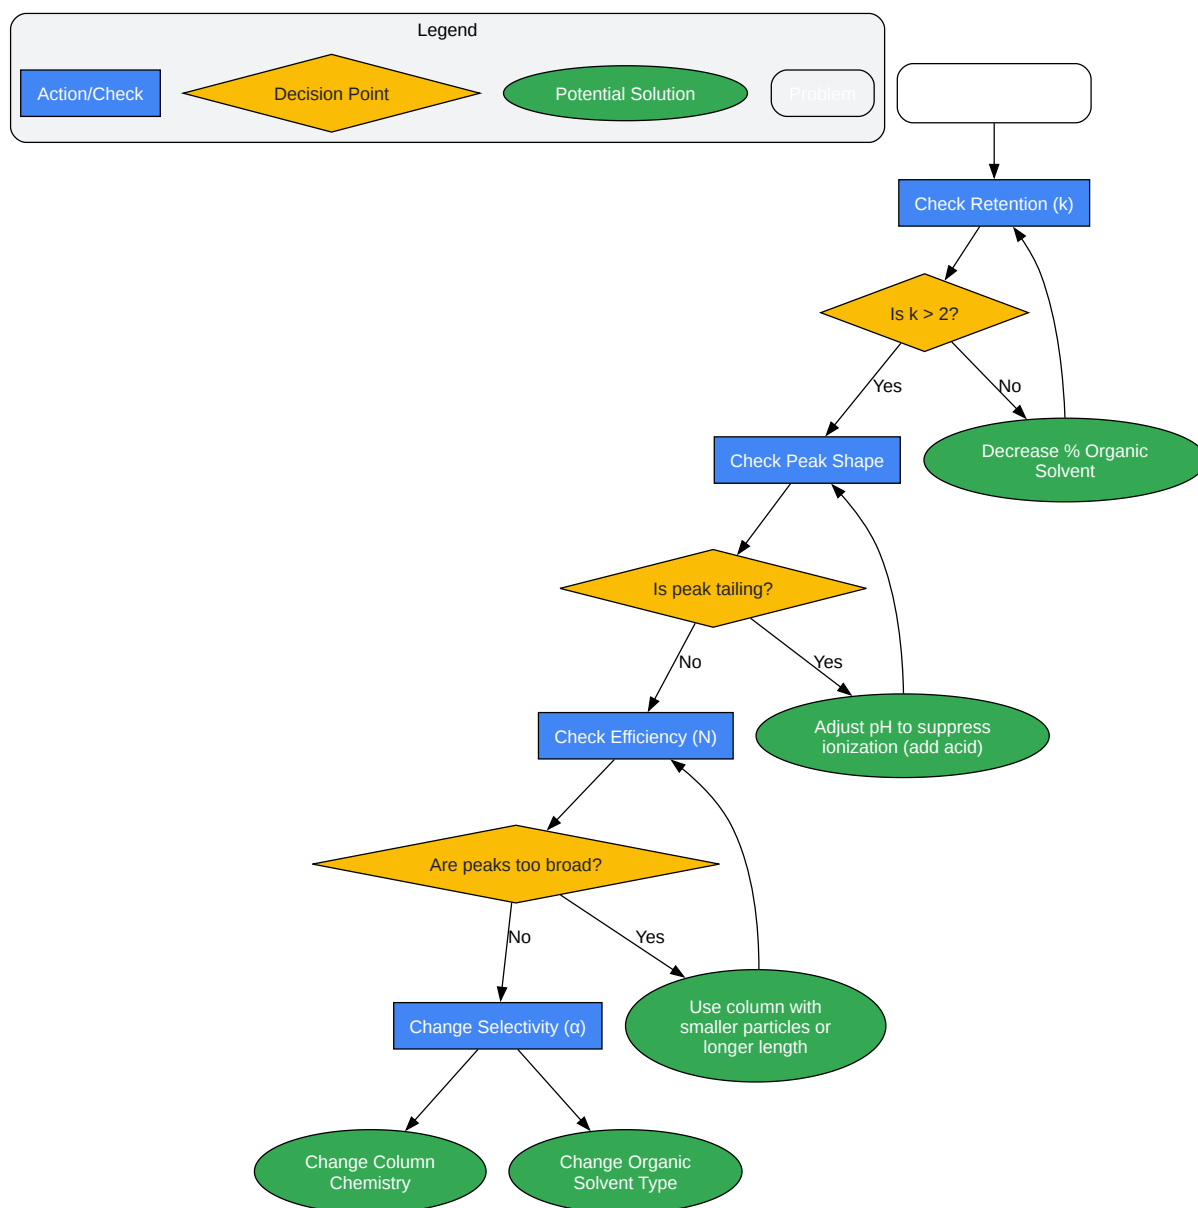 Legend
Action/Check
Decision Point
Potential Solution
Problem
Check Retention (k)
Is k > 2?
Yes
No
Decrease % Organic
Solvent
Check Peak Shape
Is peak tailing?
No
Yes
Adjust pH to suppress
ionization (add acid)
Check Efficiency (N)
Are peaks too broad?
No
Yes
Use column with
smaller particles or
longer length
Change Selectivity (α)
Change Column
Chemistry
Change Organic
Solvent Type